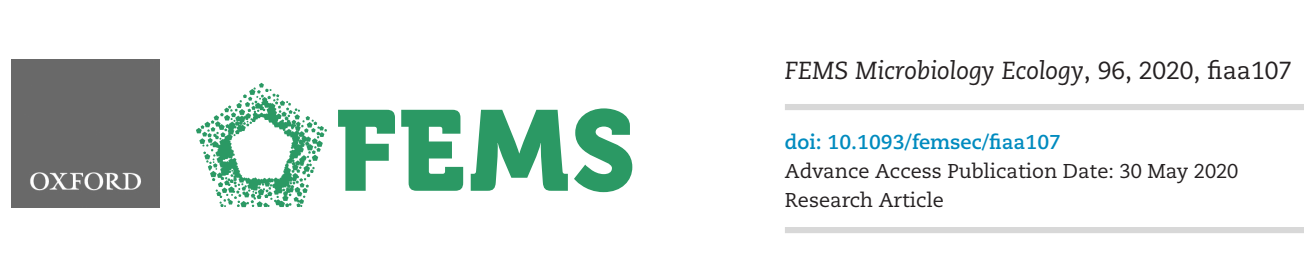 OXFORD
FEMS
FEMS Microbiology Ecology, 96, 2020, fiaa107
doi: 10.1093/femsec/fiaa107
Advance Access Publication Date: 30 May 2020
Research Article